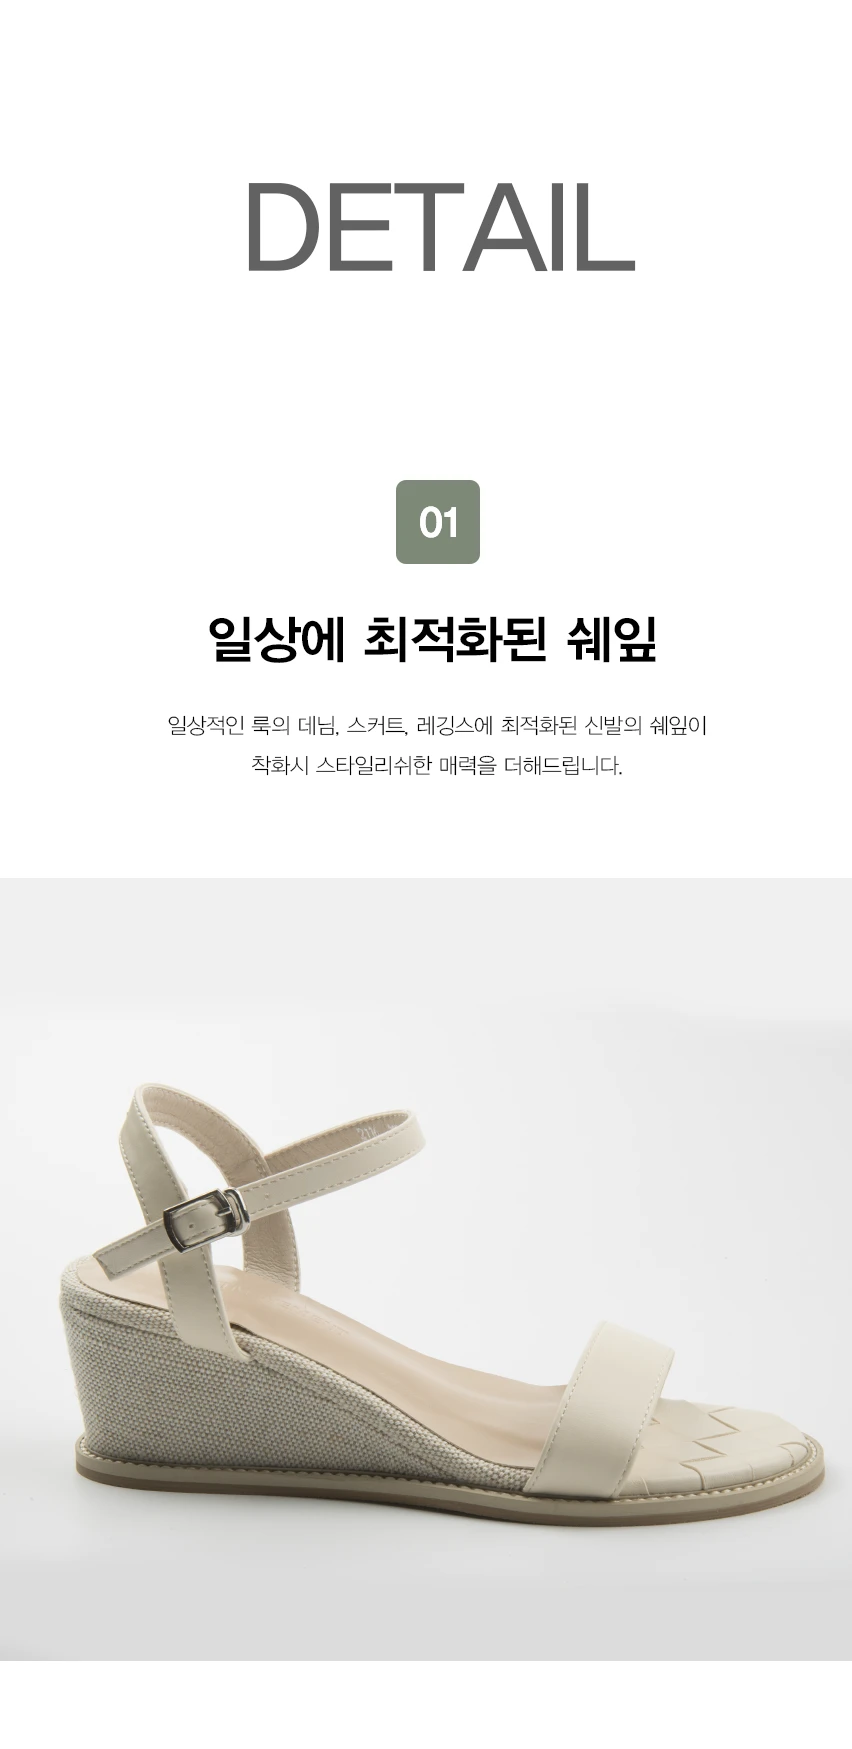 DETAIL
01
일상에 최적화된 쉐잎
일상적인 룩의 데님, 스커트, 레깅스에 최적화된 신발의 쉐잎이
착화시 스타일리쉬한 매력을 더해드립니다.